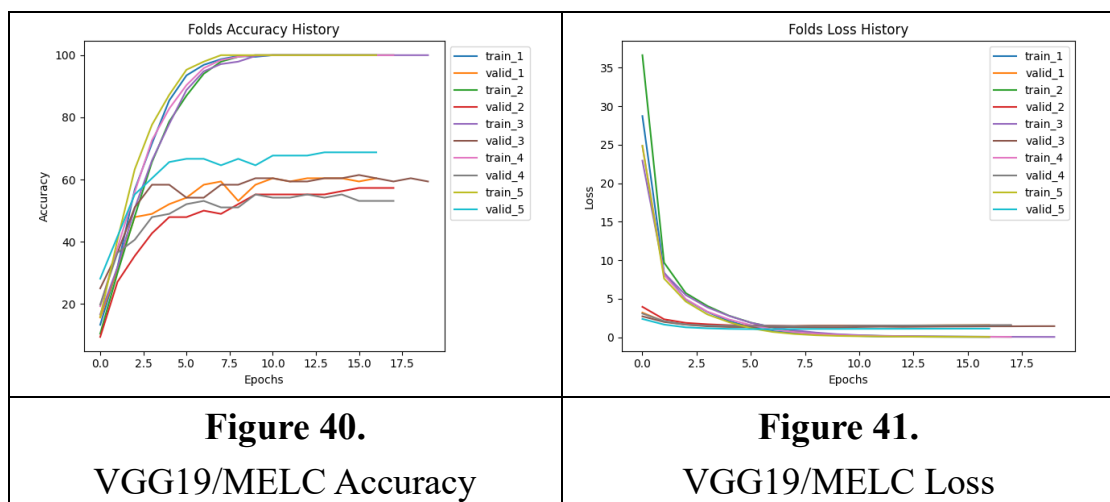 Folds Accuracy History
100
80
60
40
20
Accuracy
0.0 2.5 5.0 7.5 10.0 12.5 15.0 17.5
Epochs
train_1
valid_1
train_2
valid_2
train_3
valid_3
train_4
valid_4
train_5
valid_5
Folds Loss History
35
30
25
20
15
10
5
0
Loss
0.0 2.5 5.0 7.5 10.0 12.5 15.0 17.5
Epochs
train_1
valid_1
train_2
valid_2
train_3
valid_3
train_4
valid_4
train_5
valid_5
Figure 40.
VGG19/MELC Accuracy
Figure 41.
VGG19/MELC Loss